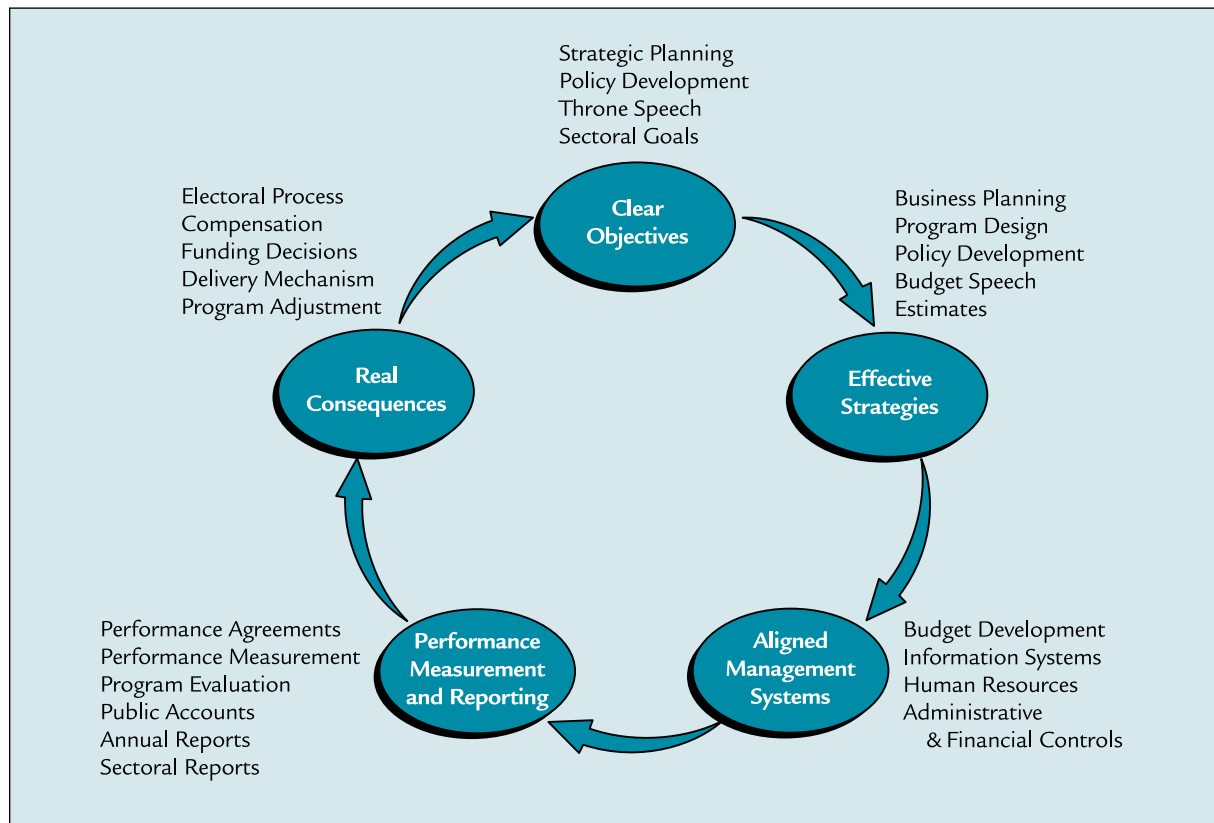 Strategic Planning
Policy Development
Throne Speech
Sectoral Goals
Clear
Objectives
Business Planning
Program Design
Policy Development
Budget Speech
Estimates
Effective
Strategies
Budget Development
Information Systems
Human Resources
Administrative
& Financial Controls
Aligned
Management
Systems
Performance
Measurement
and Reporting
Performance Agreements
Performance Measurement
Program Evaluation
Public Accounts
Annual Reports
Sectoral Reports
Real
Consequences
Electoral Process
Compensation
Funding Decisions
Delivery Mechanism
Program Adjustment